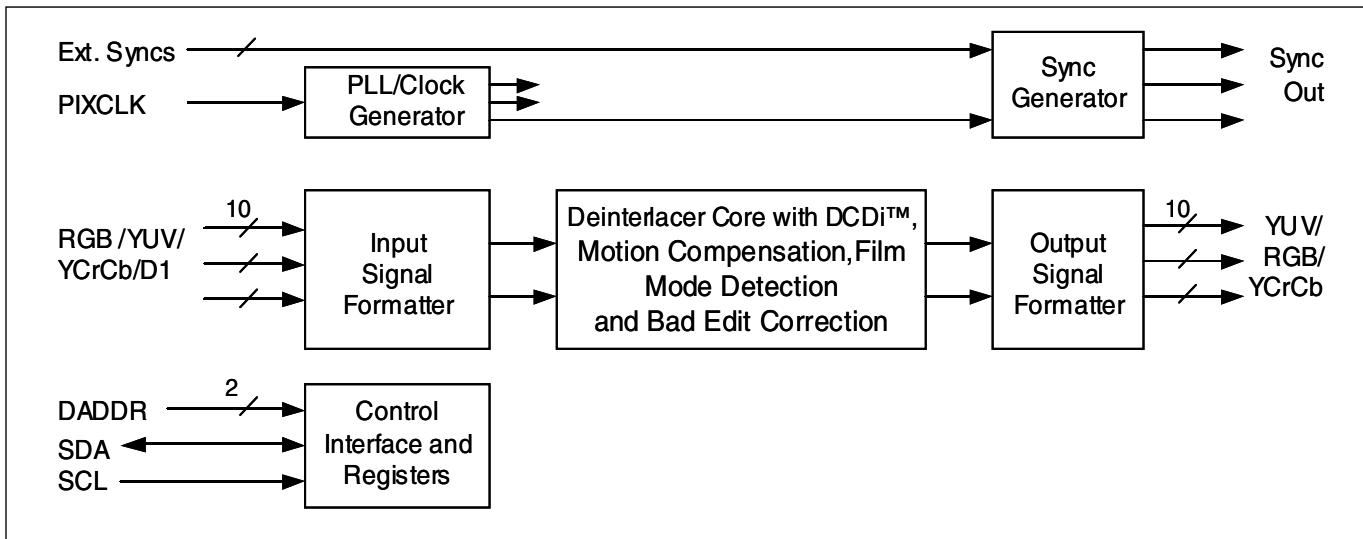 Ext. Syncs
PIXCLK
PLL/Clock
Generator
Sync
Generator
Sync
Out
10
RGB /YUV/
YCrCb/D1
Input
Signal
Formatter
Deinterlacer Core with DCDi™,
Motion Compensation,Film
Mode Detection
and Bad Edit Correction
Output
Signal
Formatter
10
YUV/
RGB/
YCrCb
2
DADDR
SDA
SCL
Control
Interface and
Registers